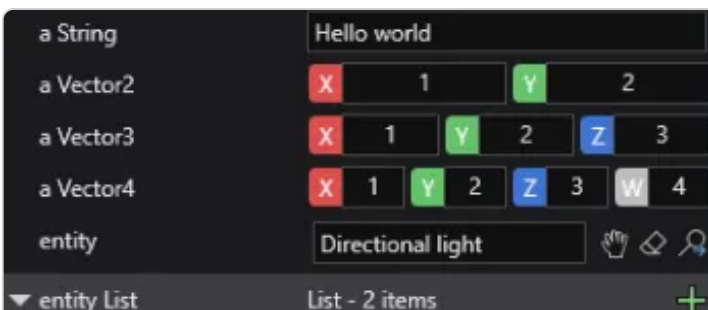 a String Hello world
a Vector2 X 1 Y 2
a Vector3 X 1 Y 2 Z 3
a Vector4 X 1 Y 2 Z 3 W 4
entity Directional light
entity List List - 2 items